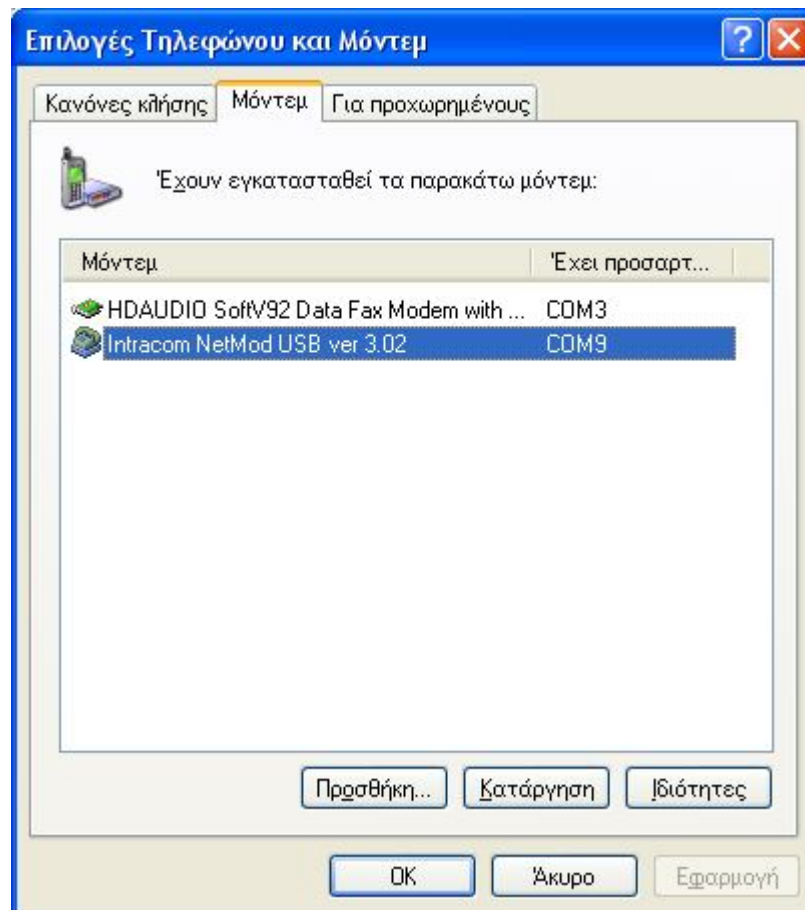 Επιλογές Τηλεφώνου και Μόντεμ
Κανόνες κλήσης Μόντεμ Για προχωρημένους
Έχουν εγκατασταθεί τα παρακάτω μόντεμ:
Μόντεμ Έχει προσαρτ...
HDAUDIO SoftV92 Data Fax Modem with ... COM3
Intracom NetMod USB ver 3.02 COM9
Προσθήκη... Κατάργηση Ιδιότητες
OK Άκυρο Εφαρμογή